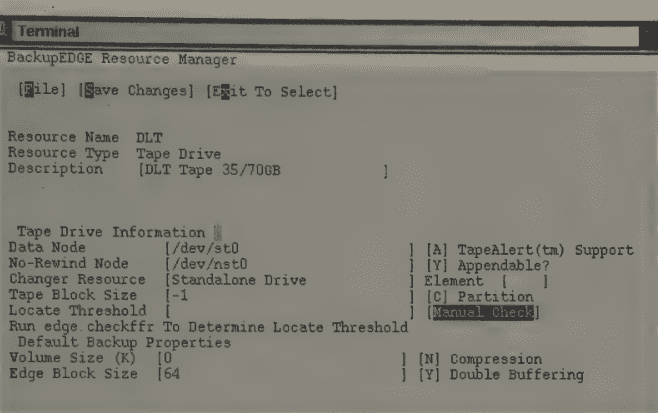 Terminal
BackupEDGE Resource Manager
[File] [Save Changes] [Exit To Select]
Resource Name DLT
Resource Type Tape Drive
Description [DLT Tape 35/70GB ]
Tape Drive Information
Data Node [/dev/st0 ] [A] TapeAlert(tm) Support
No-Rewind Node [/dev/nst0 ] [Y] Appendable?
Changer Resource [Standalone Drive ] Element [ ]
Tape Block Size [-1 ] [C] Partition
Locate Threshold [ ] [Manual Check]
Run edge.checkffr To Determine Locate Threshold
Default Backup Properties
Volume Size (K) [0 ] [N] Compression
Edge Block Size [64 ] [Y] Double Buffering